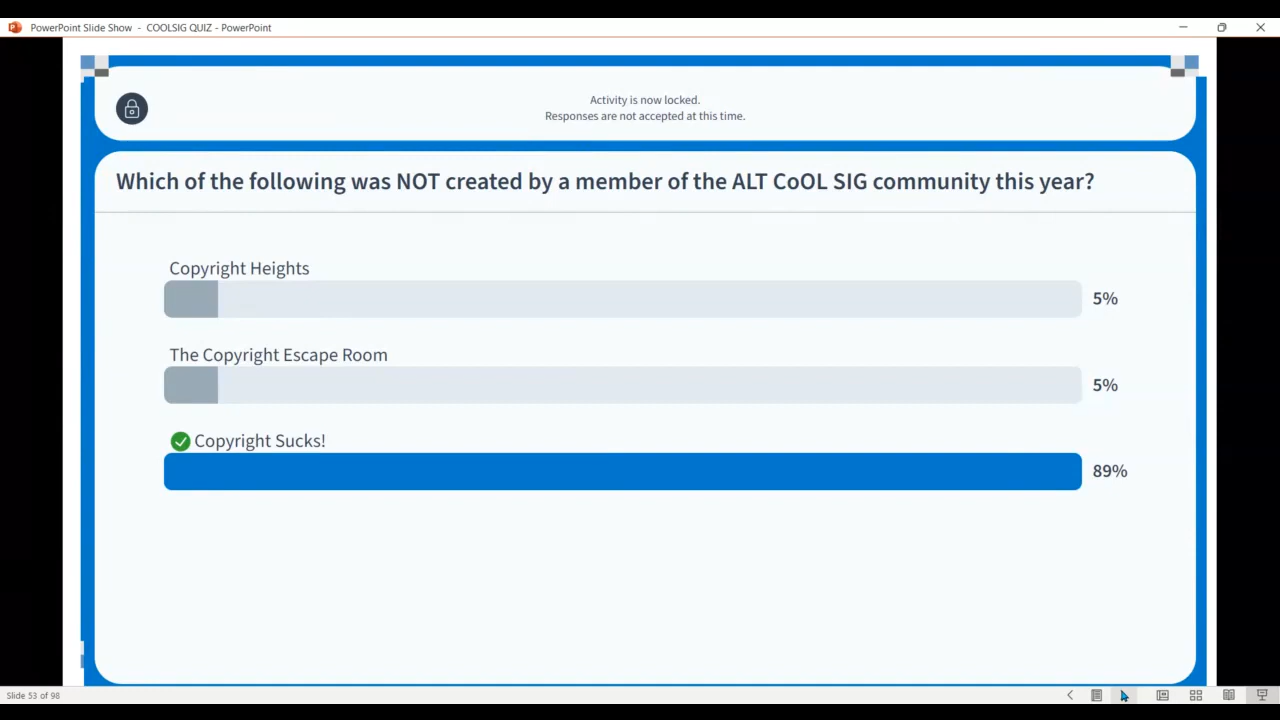 PowerPoint Slide Show - COOLSIG QUIZ - PowerPoint
Activity is now locked.
Responses are not accepted at this time.
Which of the following was NOT created by a member of the ALT CoOL SIG community this year?
Copyright Heights
5%
The Copyright Escape Room
5%
Copyright Sucks!
89%
Slide 53 of 98